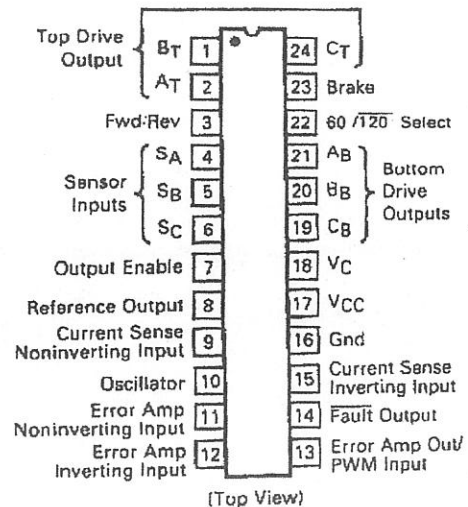 Top Drive
Output
BT 1
AT 2
Fwd/Rev 3
Sensor
Inputs
SA 4
SB 5
SC 6
Output Enable 7
Reference Output 8
Current Sense
Noninverting Input 9
Oscillator 10
Error Amp
Noninverting Input 11
Error Amp
Inverting Input 12
24 CT
23 Brake
22 60/120 Select
21 AB
20 BB
19 CB
Bottom
Drive
Outputs
18 VC
17 VCC
16 Gnd
15 Current Sense
Inverting Input
14 Fault Output
13 Error Amp Out/
PWM Input
(Top View)